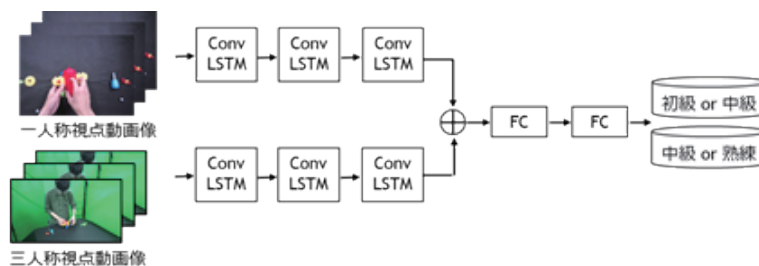 Conv
LSTM
Conv
LSTM
Conv
LSTM
一人称視点動画像
FC
FC
初級 or 中級
中級 or 熟練
Conv
LSTM
Conv
LSTM
Conv
LSTM
三人称視点動画像